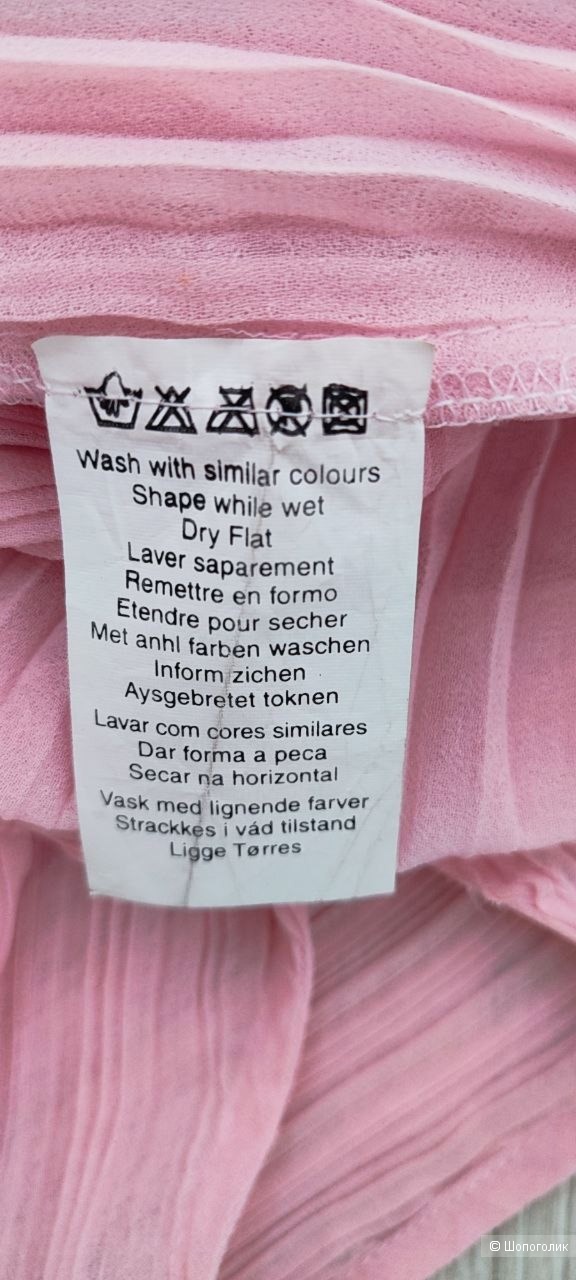 Wash with similar colours
Shape while wet
Dry Flat
Laver saparement
Remettre en formo
Etendre pour secher
Met anhl farben waschen
Inform zichen
Aysgebretet toknen
Lavar com cores similares
Dar forma a peca
Secar na horizontal
Vask med lignende farver
Strackkes i våd tilstand
Ligge Tørres
© Шопоголик